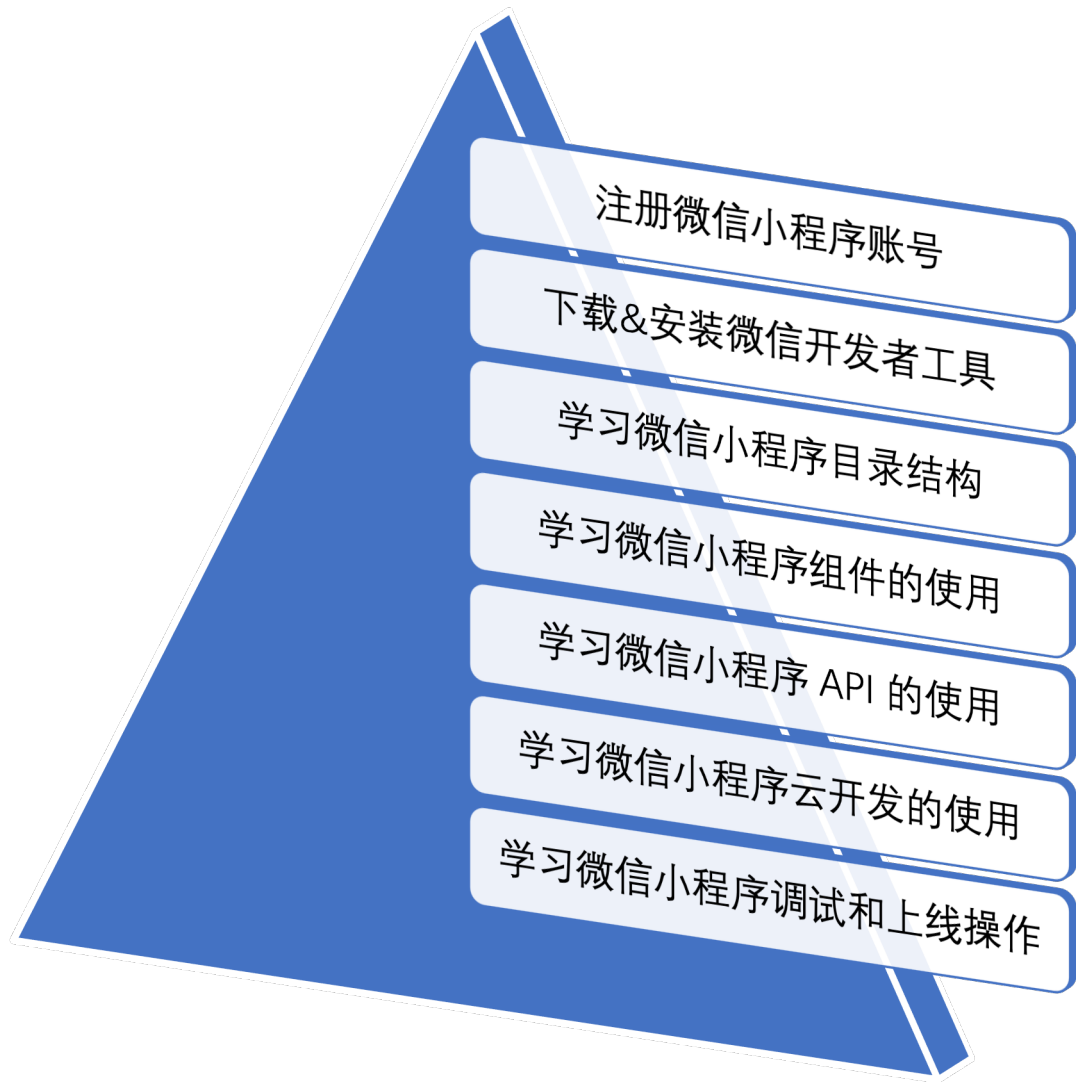 注册微信小程序账号
下载&安装微信开发者工具
学习微信小程序目录结构
学习微信小程序组件的使用
学习微信小程序 API 的使用
学习微信小程序云开发的使用
学习微信小程序调试和上线操作